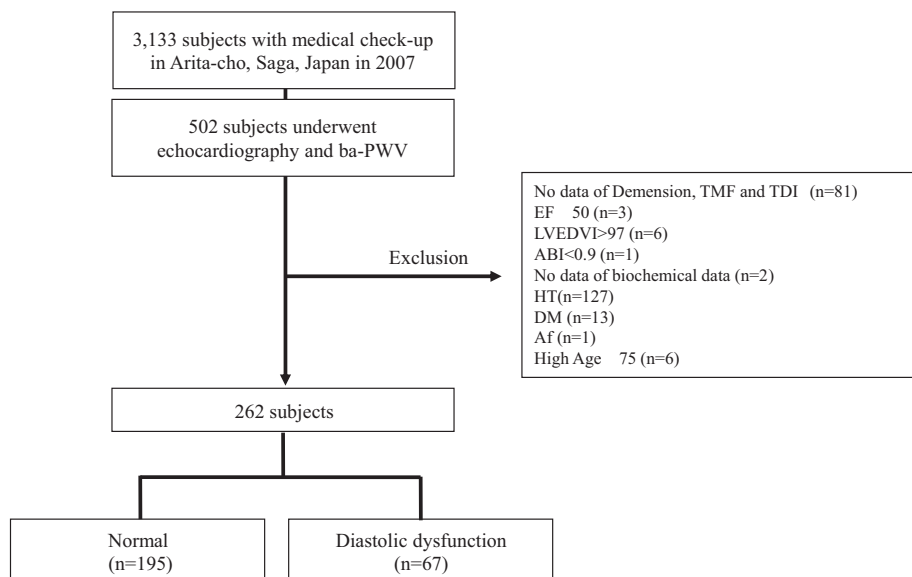 3,133 subjects with medical check-up
in Arita-cho, Saga, Japan in 2007
502 subjects underwent
echocardiography and ba-PWV
Exclusion
No data of Demension, TMF and TDI (n=81)
EF 50 (n=3)
LVEDVI>97 (n=6)
ABI<0.9 (n=1)
No data of biochemical data (n=2)
HT(n=127)
DM (n=13)
Af (n=1)
High Age 75 (n=6)
262 subjects
Normal
(n=195)
Diastolic dysfunction
(n=67)